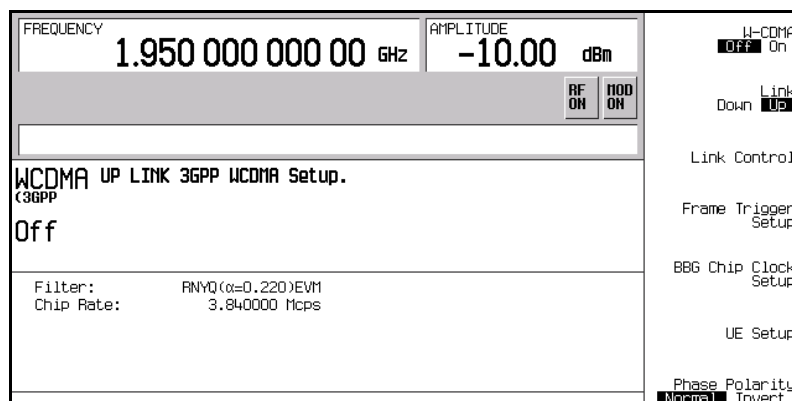 FREQUENCY
1.950 000 000 00 GHz
AMPLITUDE
-10.00 dBm
RF ON
MOD ON
WCDMA UP LINK 3GPP WCDMA Setup.
(3GPP
Off
Filter: RNYQ(α=0.220)EVM
Chip Rate: 3.840000 Mcps
W-CDMA
Off On
Link
Down Up
Link Control
Frame Trigger
Setup
BBG Chip Clock
Setup
UE Setup
Phase Polarity
Normal Invert